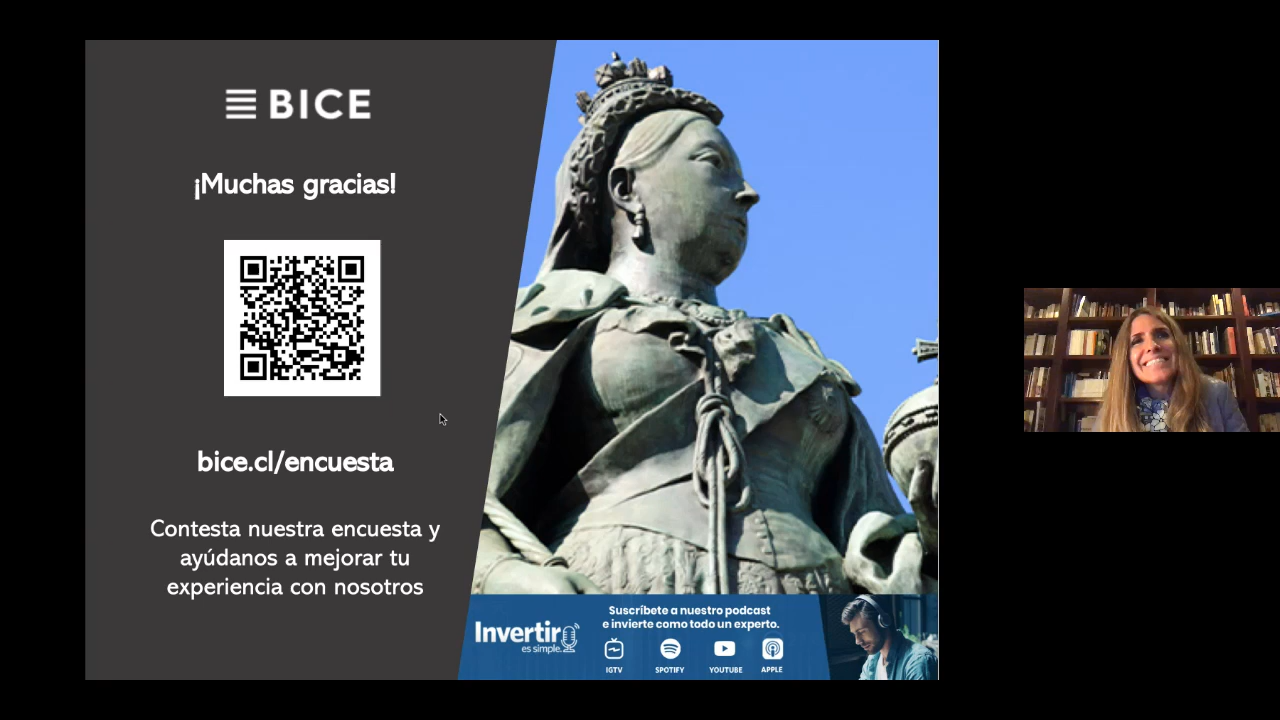 BICE
¡Muchas gracias!
bice.cl/encuesta
Contesta nuestra encuesta y
ayúdanos a mejorar tu
experiencia con nosotros
Invertir
es simple.
Suscríbete a nuestro podcast
e invierte como todo un experto.
IGTV SPOTIFY YOUTUBE APPLE